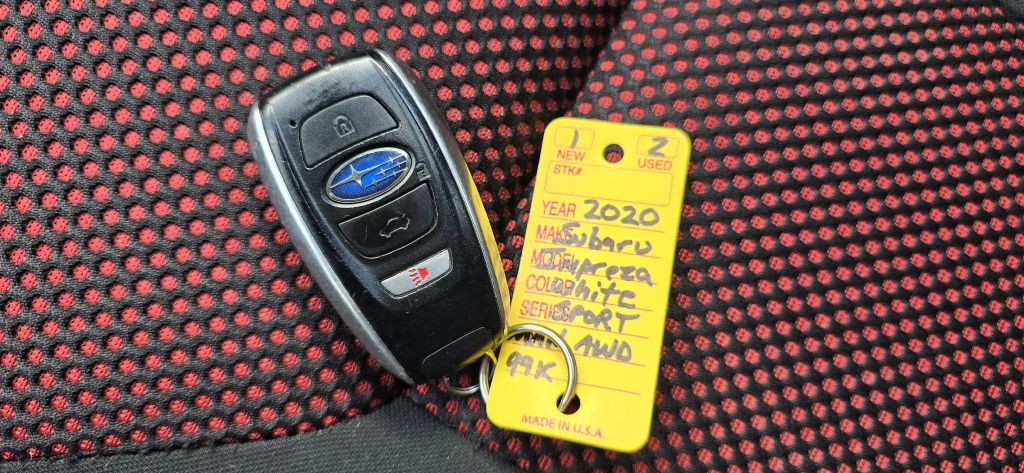 1 2
NEW USED
STK#
YEAR 2020
MAKE Subaru
MODEL Impreza
COLOR White
SERIES SPORT
AWD
99K
MADE IN U.S.A.